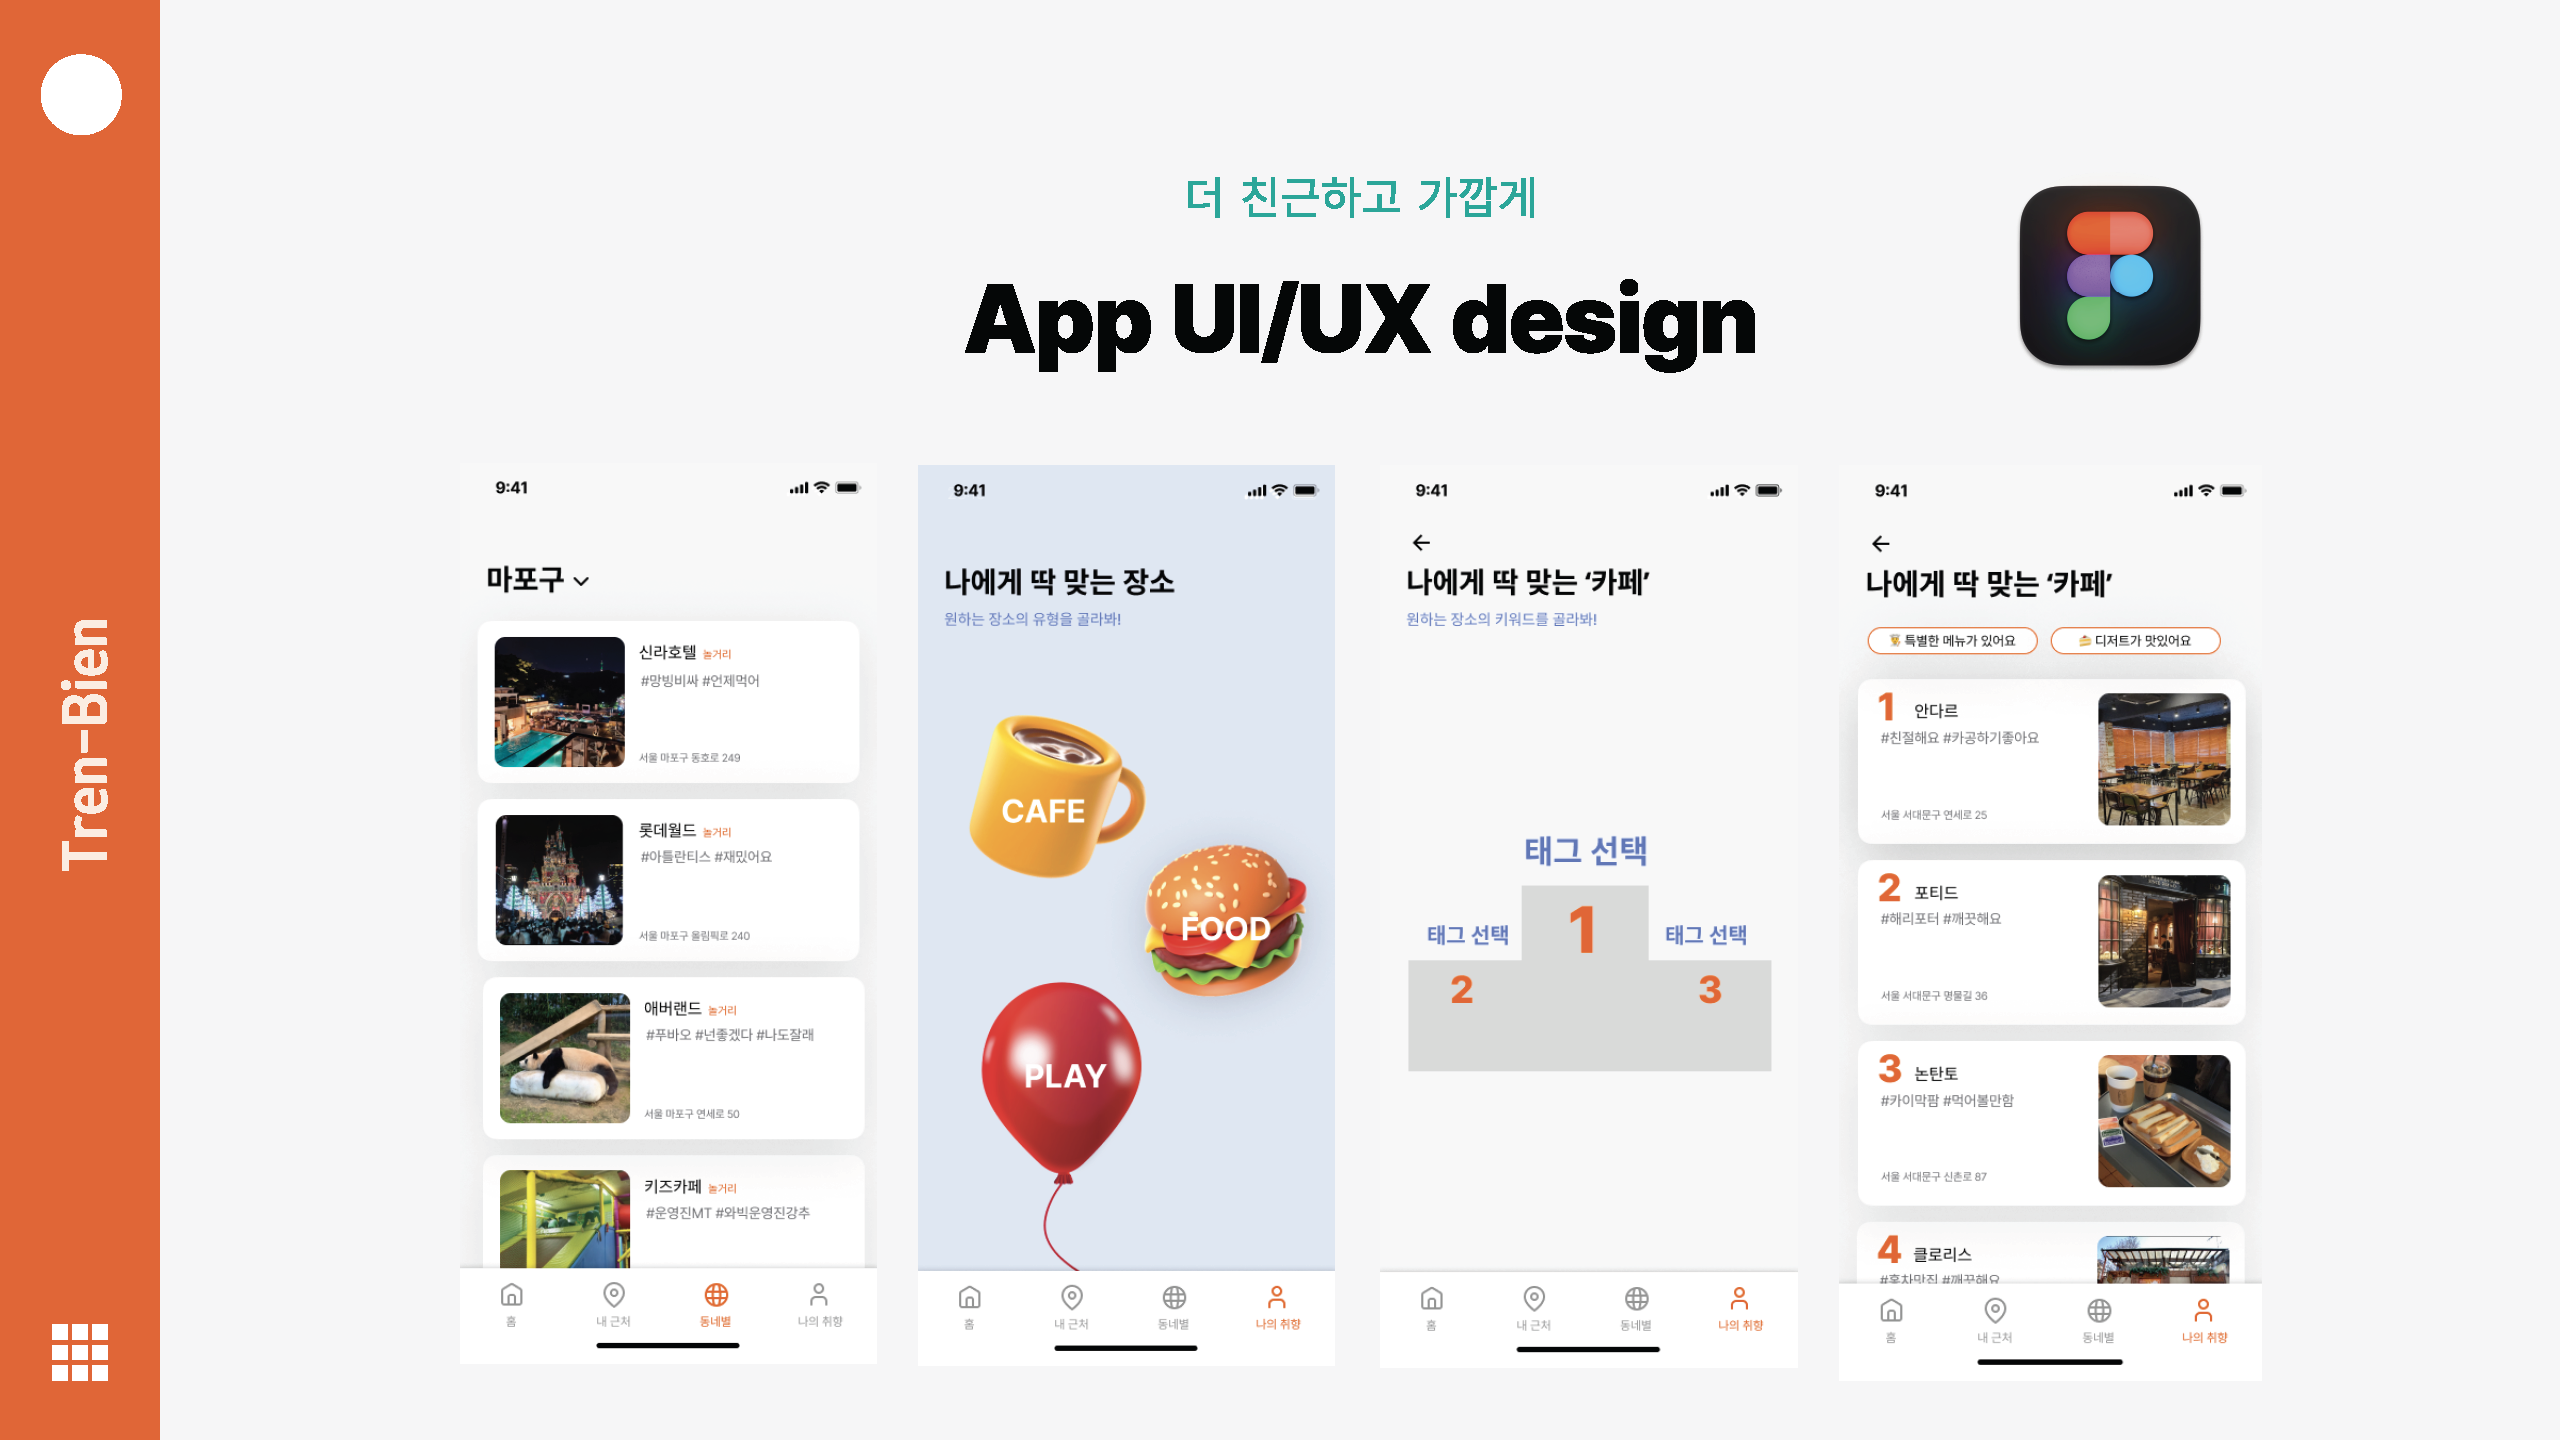 Tren-Bien
더 친근하고 가깝게
App UI/UX design
9:41
마포구
신라호텔 놀거리
#망빙비싸 #언제먹어
서울 마포구 동호로 249
롯데월드 놀거리
#아틀란티스 #재밌어요
서울 마포구 올림픽로 240
애버랜드 놀거리
#푸바오 #넌좋겠다 #나도잘래
서울 마포구 연세로 50
키즈카페 놀거리
#운영진MT #와빅운영진강추
홈 내 근처 동네별 나의 취향
9:41
나에게 딱 맞는 장소
원하는 장소의 유형을 골라봐!
CAFE
FOOD
PLAY
홈 내 근처 동네별 나의 취향
9:41
나에게 딱 맞는 ‘카페’
원하는 장소의 키워드를 골라봐!
태그 선택
태그 선택 1 태그 선택
2 3
홈 내 근처 동네별 나의 취향
9:41
나에게 딱 맞는 ‘카페’
특별한 메뉴가 있어요 디저트가 맛있어요
1 안다르
#친절해요 #카공하기좋아요
서울 서대문구 연세로 25
2 포티드
#해리포터 #깨끗해요
서울 서대문구 명물길 36
3 논탄토
#카이막팜 #먹어볼만함
서울 서대문구 신촌로 87
4 클로리스
#홍차맛집 #깨끗해요
홈 내 근처 동네별 나의 취향